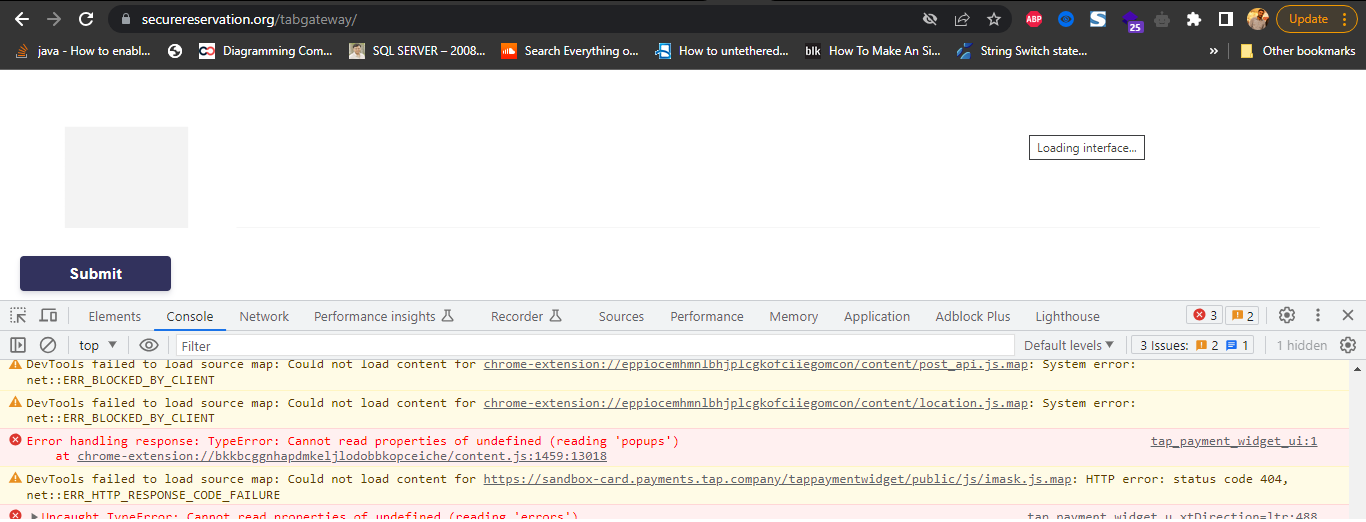 securereservation.org/tabgateway/
ABP
S
25
Update
java - How to enabl...
Diagramming Com...
SQL SERVER – 2008...
Search Everything o...
How to untethered...
blk How To Make An Si...
String Switch state...
»
Other bookmarks
Loading interface...
Submit
Elements Console Network Performance insights Recorder Sources Performance Memory Application Adblock Plus Lighthouse 3 2
top ▼ Filter Default levels ▼ 3 Issues: 2 1 1 hidden
DevTools failed to load source map: Could not load content for chrome-extension://eppiocemhmnlbhjplcgkofciiegomcon/content/post_api.js.map: System error:
net::ERR_BLOCKED_BY_CLIENT
DevTools failed to load source map: Could not load content for chrome-extension://eppiocemhmnlbhjplcgkofciiegomcon/content/location.js.map: System error:
net::ERR_BLOCKED_BY_CLIENT
Error handling response: TypeError: Cannot read properties of undefined (reading 'popups') tap_payment_widget_ui:1
at chrome-extension://bkkbcggnhapdmkeljlodobbkopceiche/content.js:1459:13018
DevTools failed to load source map: Could not load content for https://sandbox-card.payments.tap.company/tappaymentwidget/public/js/imask.js.map: HTTP error: status code 404,
net::ERR_HTTP_RESPONSE_CODE_FAILURE
Uncaught TypeError: Cannot read properties of undefined (reading 'errors') tap_payment_widget_u…xtDirection=ltr:488